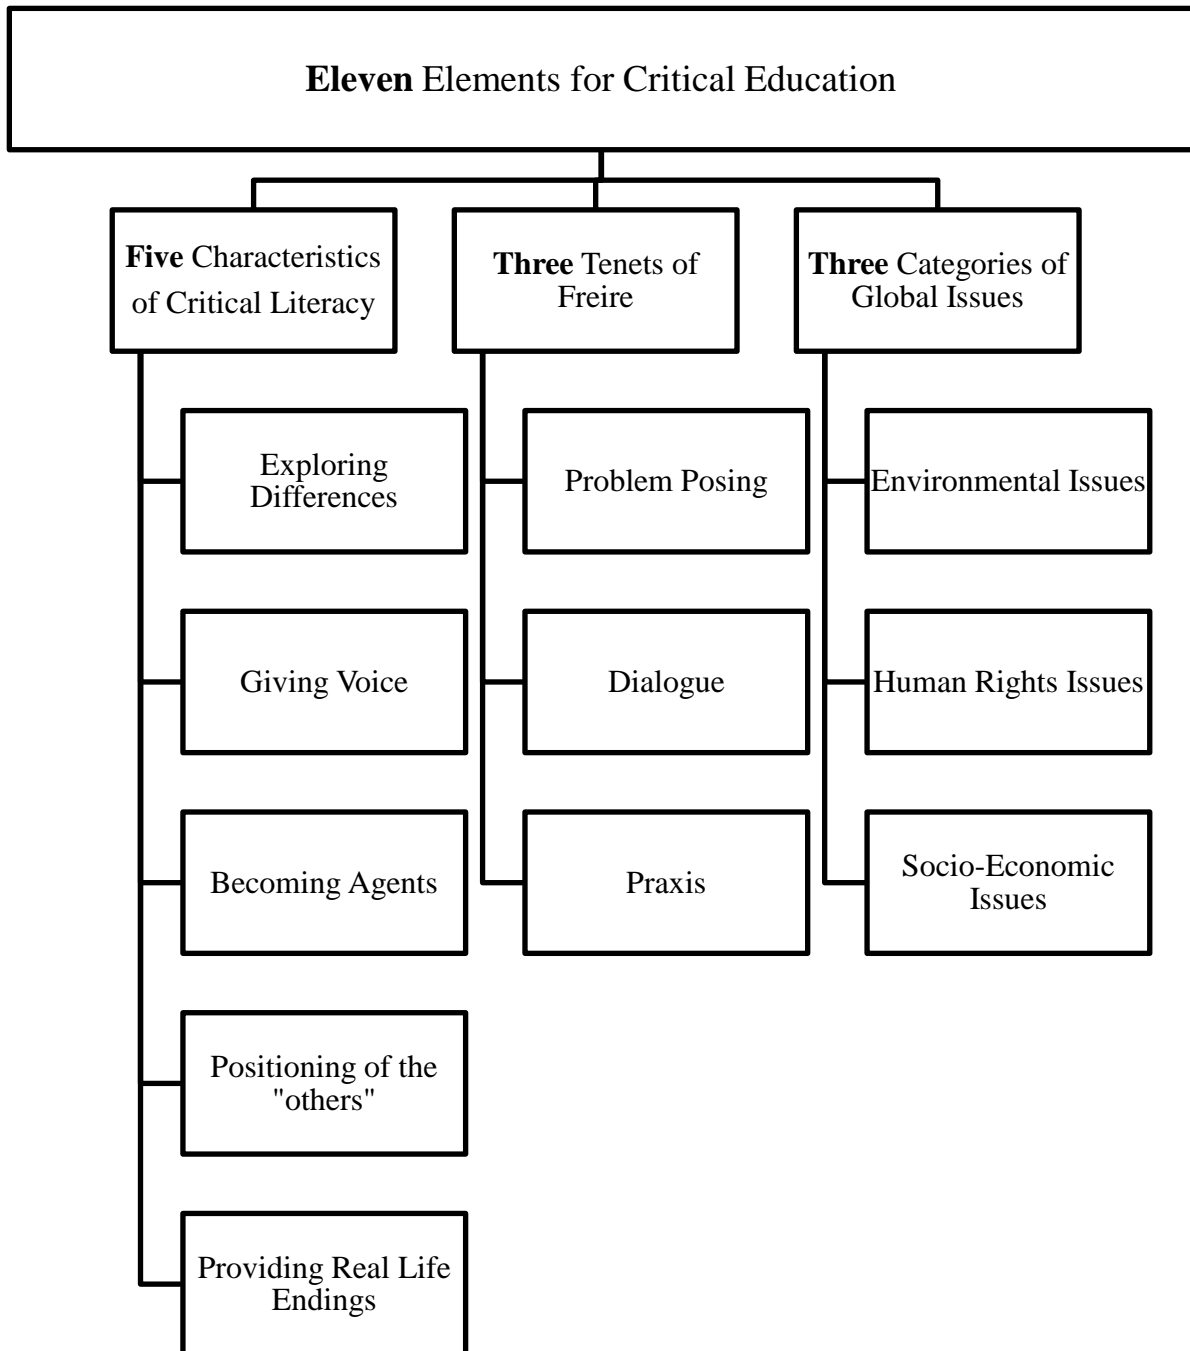 Eleven Elements for Critical Education
Five Characteristics
of Critical Literacy
Three Tenets of
Freire
Three Categories of
Global Issues
Exploring
Differences
Giving Voice
Becoming Agents
Positioning of the
"others"
Providing Real Life
Endings
Problem Posing
Dialogue
Praxis
Environmental Issues
Human Rights Issues
Socio-Economic
Issues